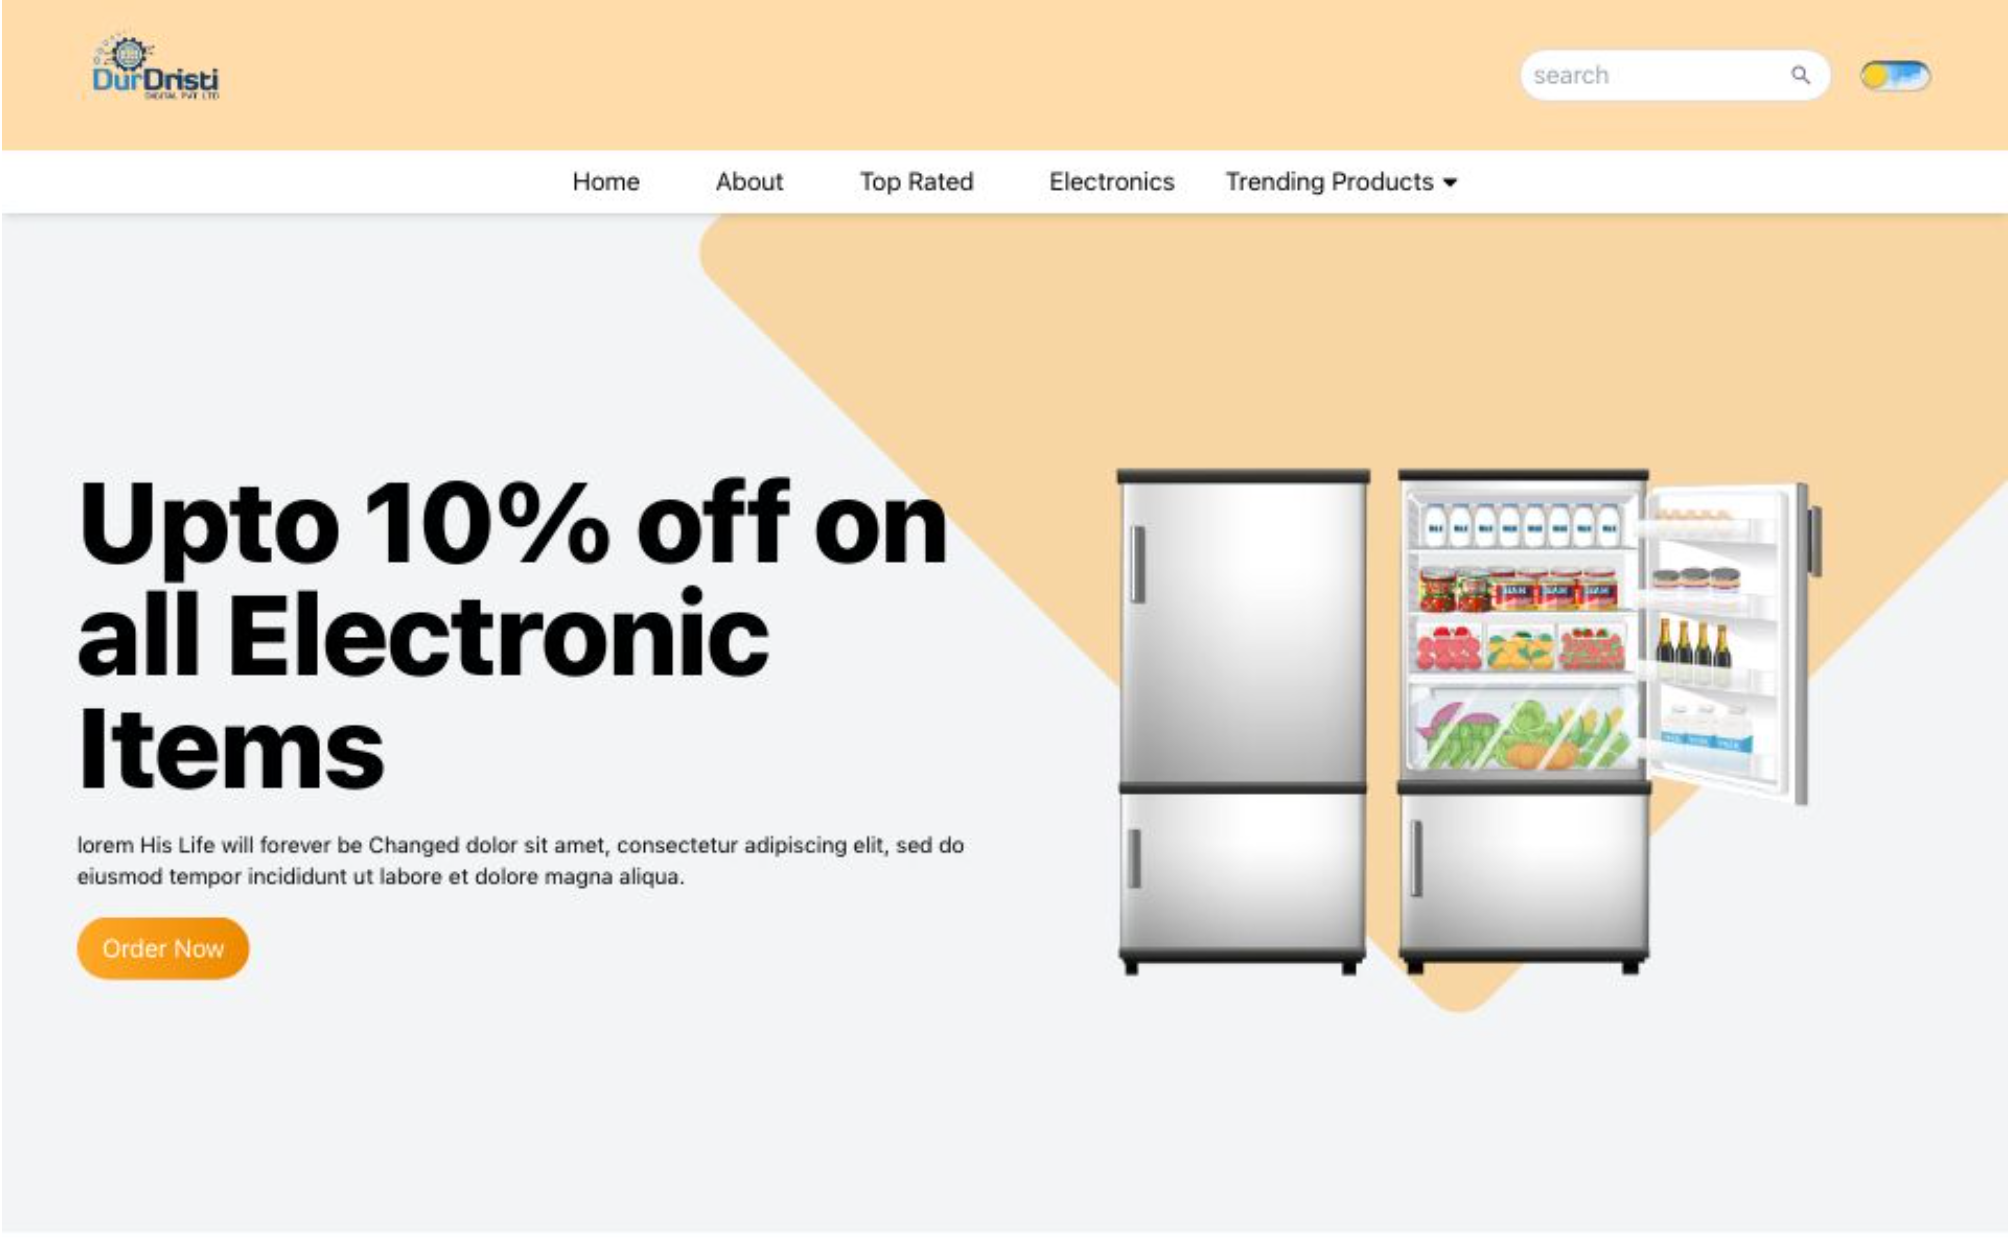 DurDristi
DIGITAL PVT LTD
search
Home About Top Rated Electronics Trending Products
Upto 10% off on
all Electronic
Items
lorem His Life will forever be Changed dolor sit amet, consectetur adipiscing elit, sed do
eiusmod tempor incididunt ut labore et dolore magna aliqua.
Order Now